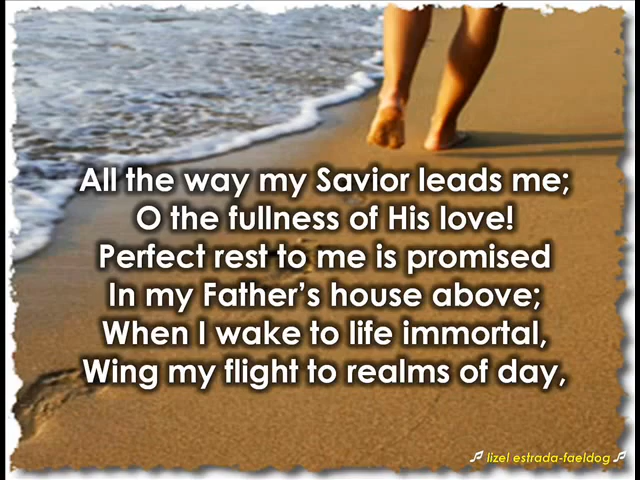 All the way my Savior leads me;
O the fullness of His love!
Perfect rest to me is promised
In my Father’s house above;
When I wake to life immortal,
Wing my flight to realms of day,
♫ lizel estrada-faeldog ♫